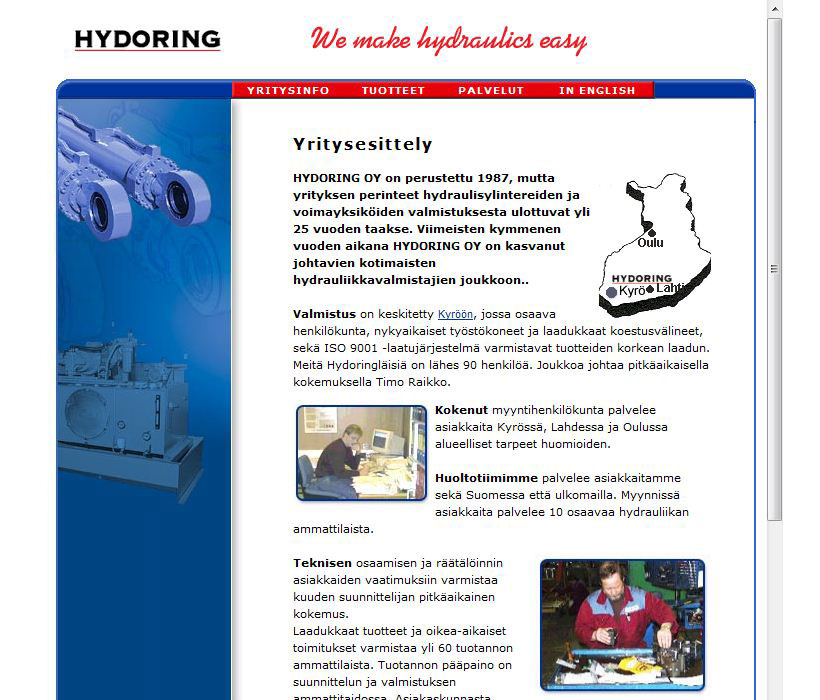 HYDORING
We make hydraulics easy
YRITYSINFO TUOTTEET PALVELUT IN ENGLISH
Yritysesittely
HYDORING OY on perustettu 1987, mutta
yrityksen perinteet hydraulisylintereiden ja
voimayksiköiden valmistuksesta ulottuvat yli
25 vuoden taakse. Viimeisten kymmenen
vuoden aikana HYDORING OY on kasvanut
johtavien kotimaisten
hydrauliikkavalmistajien joukkoon..
Oulu
HYDORING
Kyrö Lahti
Valmistus on keskitetty Kyröön, jossa osaava
henkilökunta, nykyaikaiset työstökoneet ja laadukkaat koestusvälineet,
sekä ISO 9001 -laatujärjestelmä varmistavat tuotteiden korkean laadun.
Meitä Hydoringläisiä on lähes 90 henkilöä. Joukkoa johtaa pitkäaikaisella
kokemuksella Timo Raikko.
Kokenut myyntihenkilökunta palvelee
asiakkaita Kyrössä, Lahdessa ja Oulussa
alueelliset tarpeet huomioiden.
Huoltotiimimme palvelee asiakkaitamme
sekä Suomessa että ulkomailla. Myynnissä
asiakkaita palvelee 10 osaavaa hydrauliikan
ammattilaista.
Teknisen osaamisen ja räätälöinnin
asiakkaiden vaatimuksiin varmistaa
kuuden suunnittelijan pitkäaikainen
kokemus.
Laadukkaat tuotteet ja oikea-aikaiset
toimitukset varmistaa yli 60 tuotannon
ammattilaista. Tuotannon pääpaino on
suunnittelun ja valmistuksen
ammattitaidossa. Asiakaskunnasta